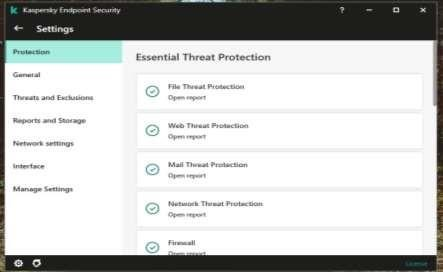 Kaspersky Endpoint Security
Settings
Protection
General
Threats and Exclusions
Reports and Storage
Network settings
Interface
Manage Settings
Essential Threat Protection
File Threat Protection
Open report
Web Threat Protection
Open report
Mail Threat Protection
Open report
Network Threat Protection
Open report
Firewall
Open report
License